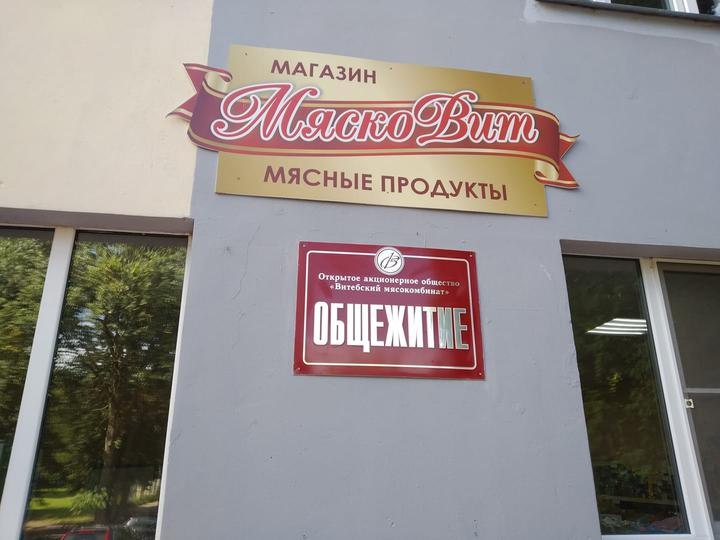 МАГАЗИН
МяскоВит
МЯСНЫЕ ПРОДУКТЫ
Открытое акционерное общество
«Витебский мясокомбинат»
ОБЩЕЖИТИЕ